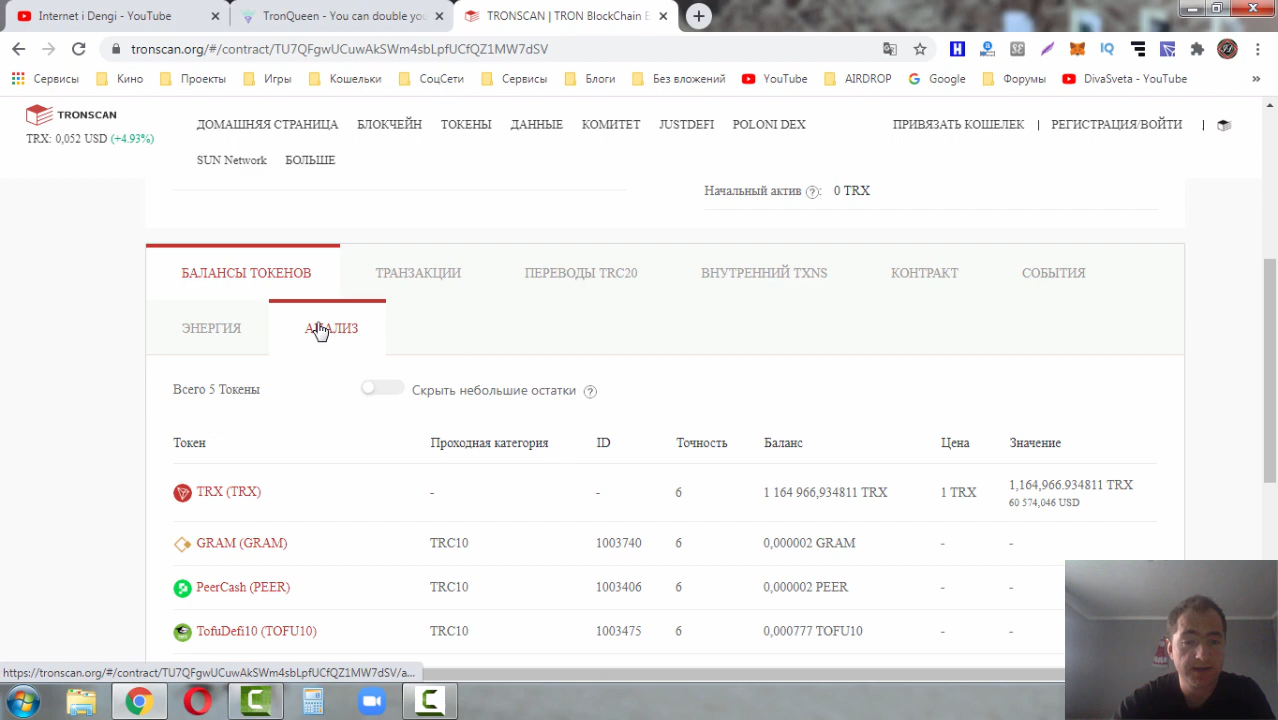 Internet i Dengi - YouTube
TronQueen - You can double you
TRONSCAN | TRON BlockChain E
tronscan.org/#/contract/TU7QFgwUCuwAkSWm4sbLpfUCfQZ1MW7dSV
Сервисы Кино Проекты Игры Кошельки СоцСети Сервисы Блоги Без вложений YouTube AIRDROP Google Форумы DivaSveta - YouTube »
TRONSCAN
TRX: 0,052 USD (+4.93%)
ДОМАШНЯЯ СТРАНИЦА БЛОКЧЕЙН ТОКЕНЫ ДАННЫЕ КОМИТЕТ JUSTDEFI POLONI DEX ПРИВЯЗАТЬ КОШЕЛЕК | РЕГИСТРАЦИЯ/ВОЙТИ |
SUN Network БОЛЬШЕ
Начальный актив ?: 0 TRX
БАЛАНСЫ ТОКЕНОВ ТРАНЗАКЦИИ ПЕРЕВОДЫ TRC20 ВНУТРЕННИЙ TXNS КОНТРАКТ СОБЫТИЯ
ЭНЕРГИЯ АНАЛИЗ
Всего 5 Токены Скрыть небольшие остатки ?
Токен Проходная категория ID Точность Баланс Цена Значение
TRX (TRX) - - 6 1 164 966,934811 TRX 1 TRX 1,164,966.934811 TRX
60 574,046 USD
GRAM (GRAM) TRC10 1003740 6 0,000002 GRAM - -
PeerCash (PEER) TRC10 1003406 6 0,000002 PEER - -
TofuDefi10 (TOFU10) TRC10 1003475 6 0,000777 TOFU10 - -
https://tronscan.org/#/contract/TU7QFgwUCuwAkSWm4sbLpfUCfQZ1MW7dSV/a...